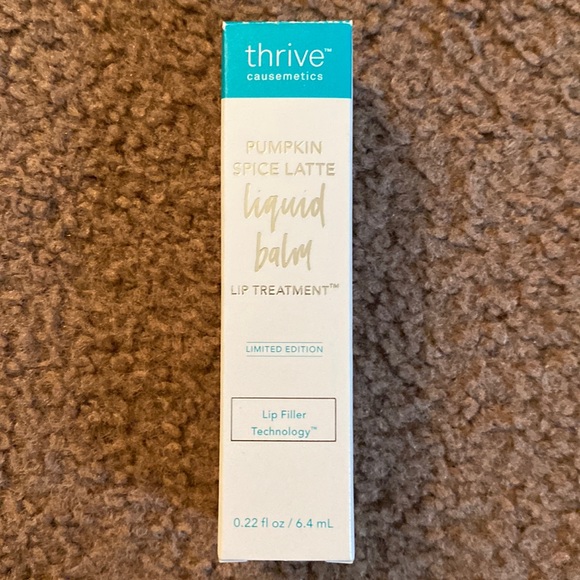 thrive™
causemetics
PUMPKIN
SPICE LATTE
liquid
balm
LIP TREATMENT™
LIMITED EDITION
Lip Filler
Technology™
0.22 fl oz / 6.4 mL